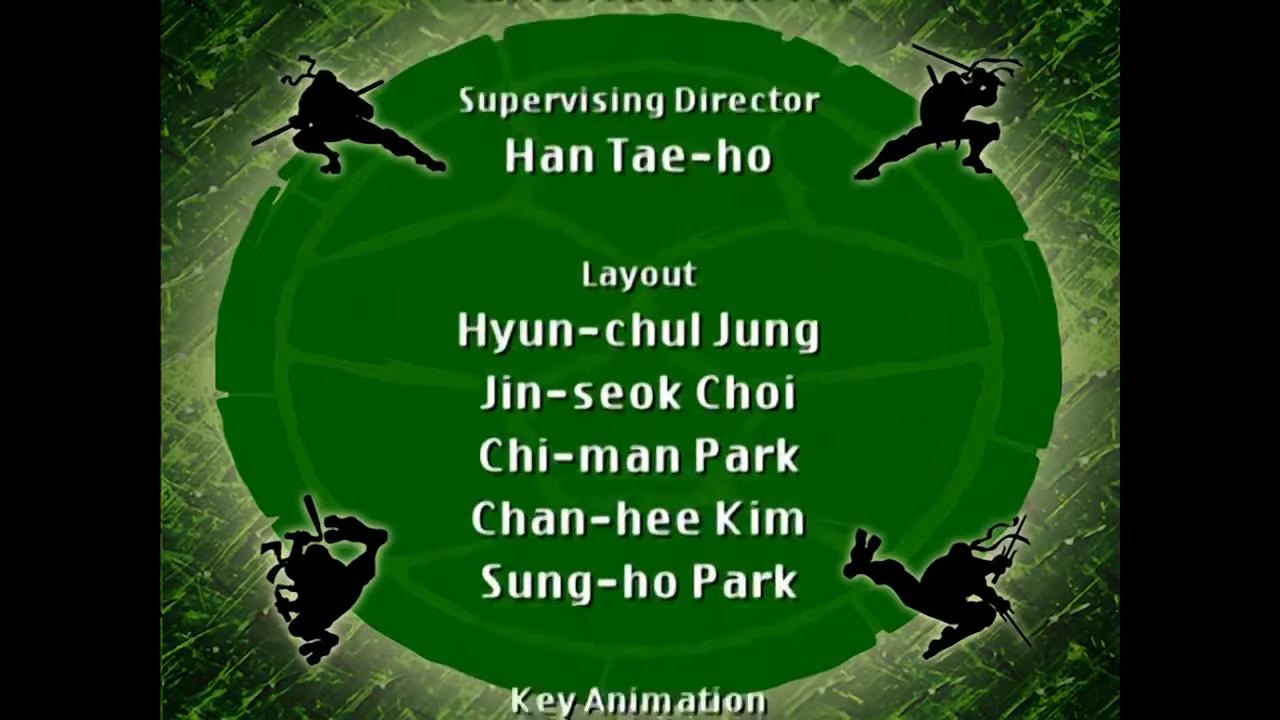 Supervising Director
Han Tae-ho
Layout
Hyun-chul Jung
Jin-seok Choi
Chi-man Park
Chan-hee Kim
Sung-ho Park
Key Animation